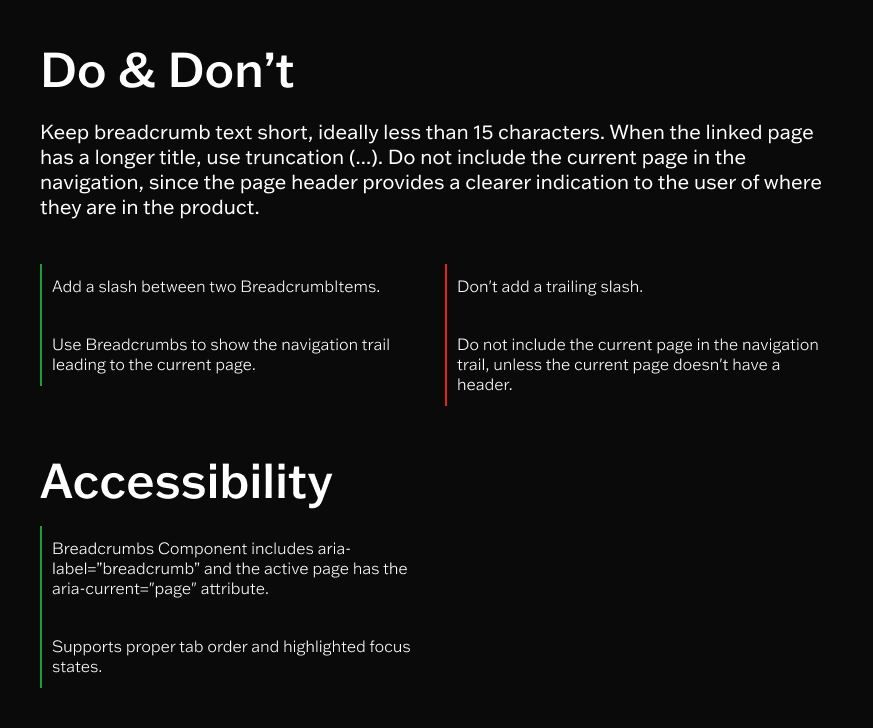 Do & Don’t
Keep breadcrumb text short, ideally less than 15 characters. When the linked page
has a longer title, use truncation (...). Do not include the current page in the
navigation, since the page header provides a clearer indication to the user of where
they are in the product.
Add a slash between two BreadcrumbItems.
Use Breadcrumbs to show the navigation trail
leading to the current page.
Don't add a trailing slash.
Do not include the current page in the navigation
trail, unless the current page doesn't have a
header.
Accessibility
Breadcrumbs Component includes aria-
label=”breadcrumb” and the active page has the
aria-current="page" attribute.
Supports proper tab order and highlighted focus
states.